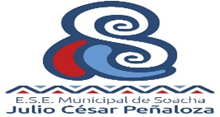 E.S.E. Municipal de Soacha
Julio César Peñaloza